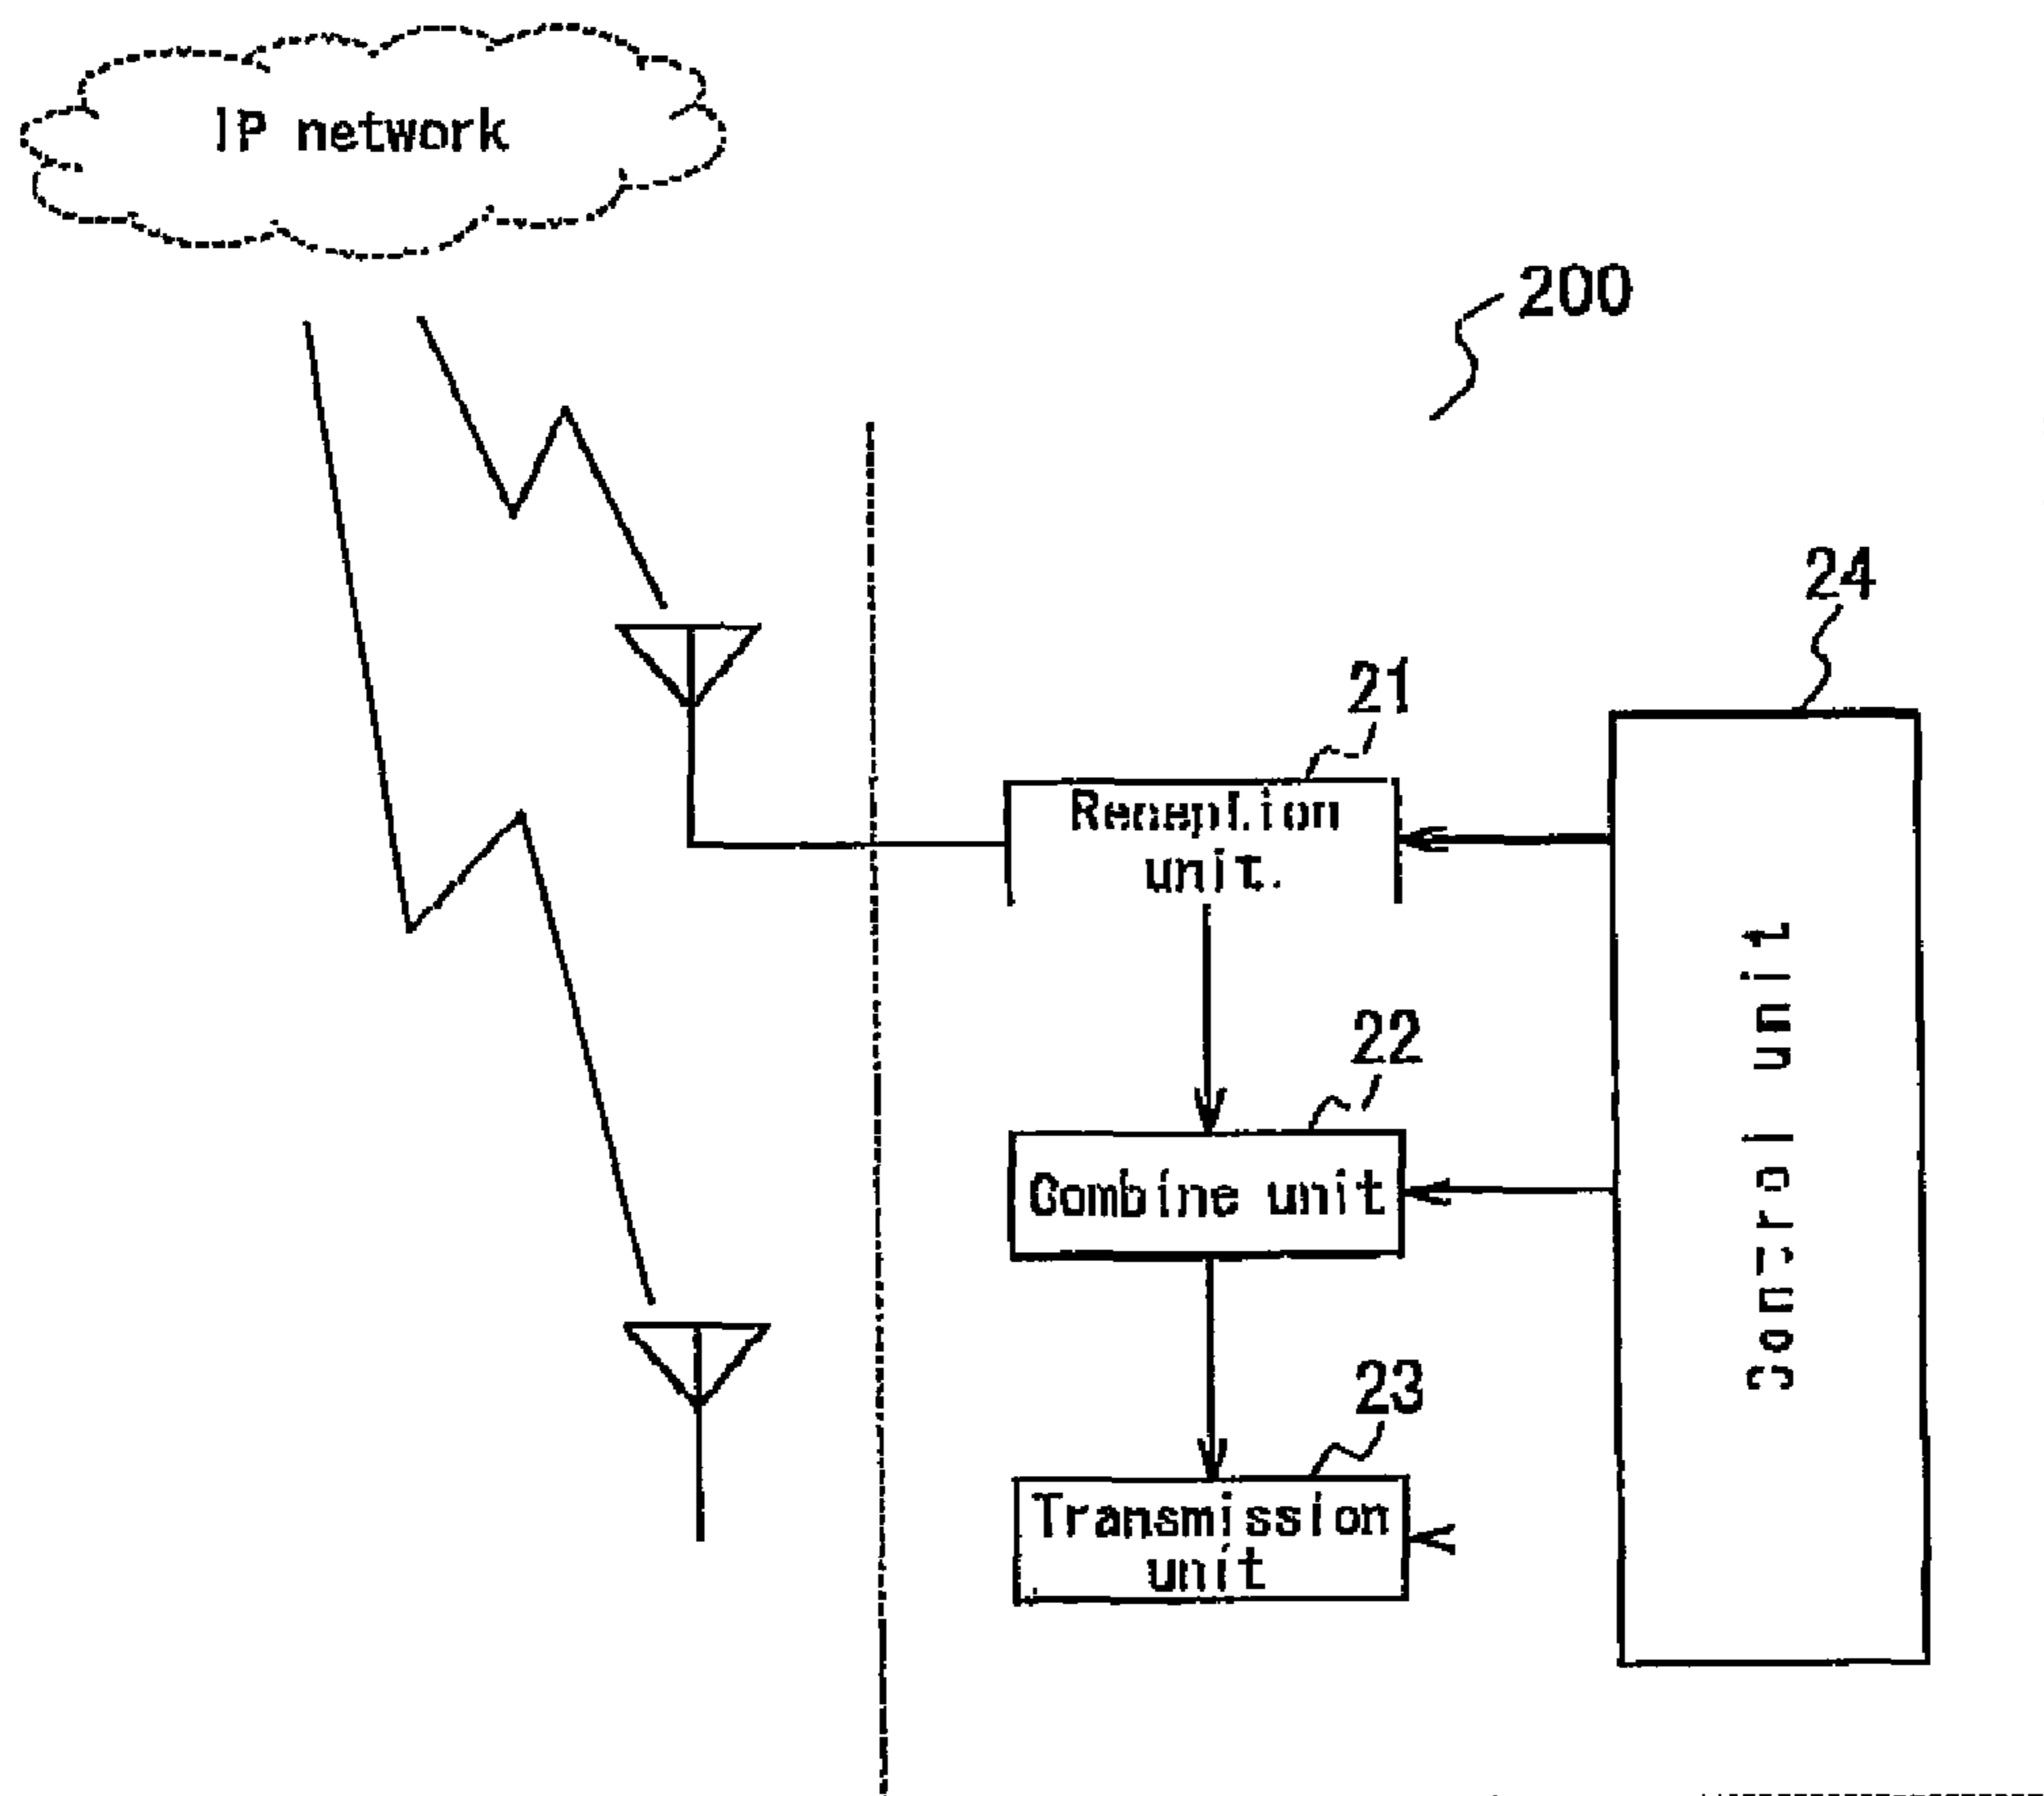 IP network
200
24
21
Reception
unit.
22
Combine unit
23
Transmission
unit
Control unit